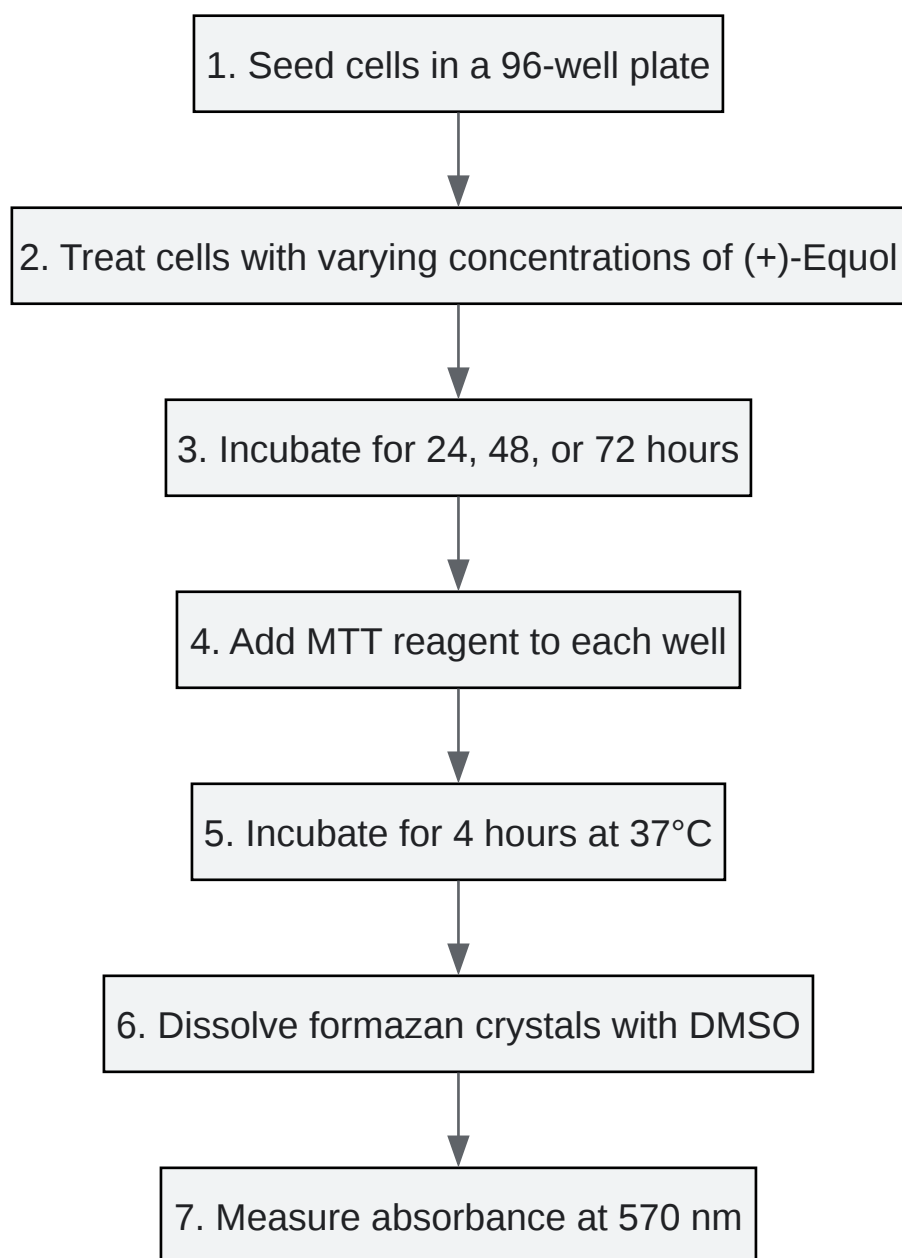 1. Seed cells in a 96-well plate
2. Treat cells with varying concentrations of (+)-Equol
3. Incubate for 24, 48, or 72 hours
4. Add MTT reagent to each well
5. Incubate for 4 hours at 37°C
6. Dissolve formazan crystals with DMSO
7. Measure absorbance at 570 nm